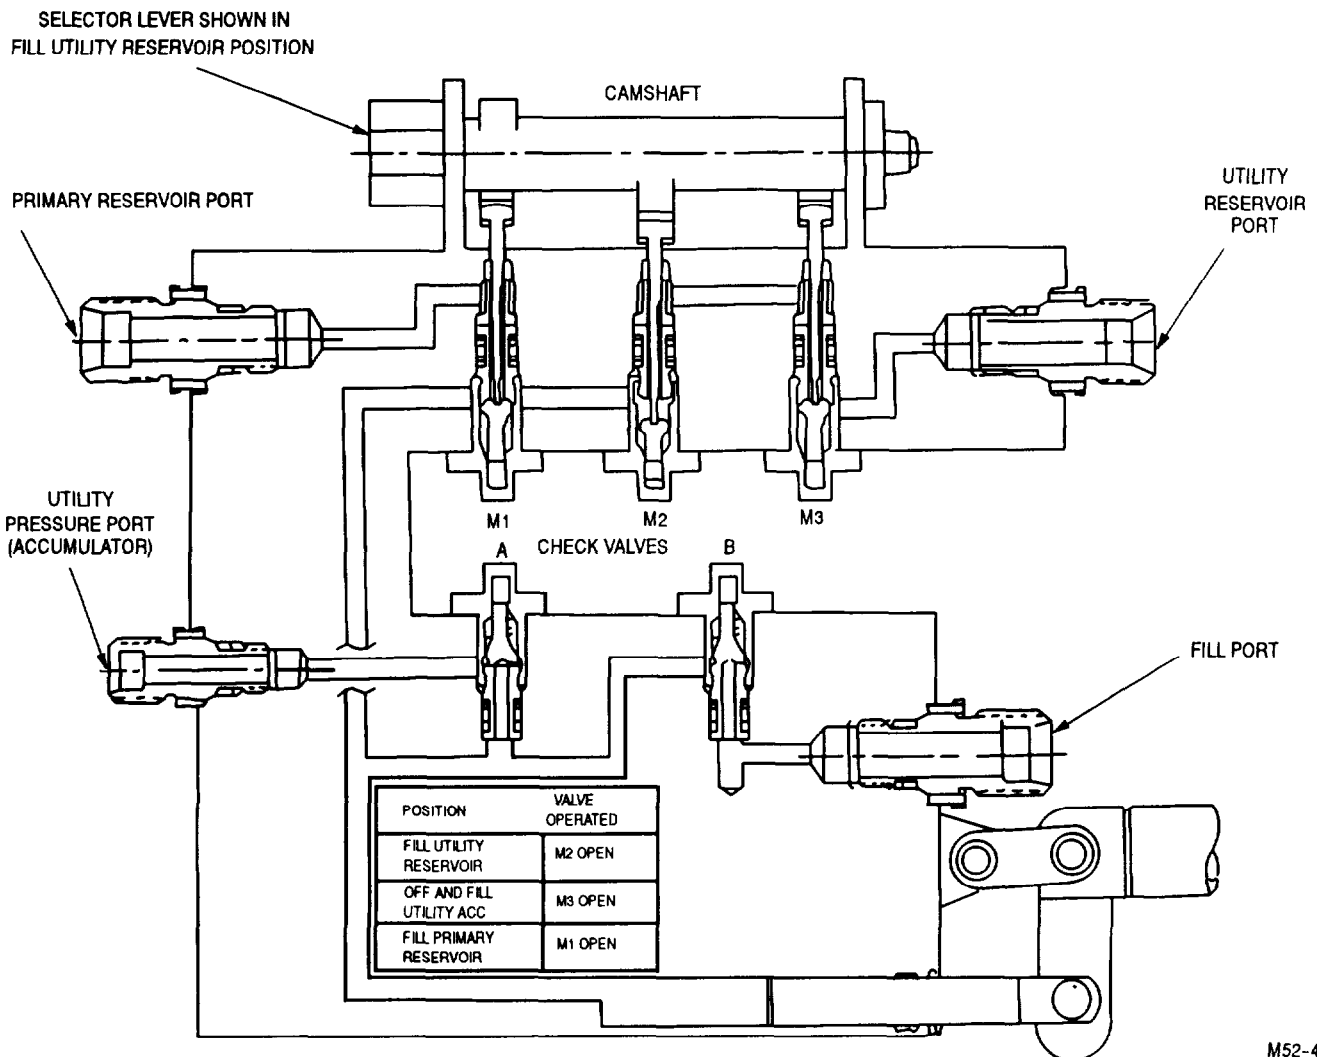 SELECTOR LEVER SHOWN IN
FILL UTILITY RESERVOIR POSITION
CAMSHAFT
PRIMARY RESERVOIR PORT
UTILITY
RESERVOIR
PORT
UTILITY
PRESSURE PORT
(ACCUMULATOR)
M1
M2
M3
A
CHECK VALVES
B
FILL PORT
POSITION
VALVE
OPERATED
FILL UTILITY
RESERVOIR
M2 OPEN
OFF AND FILL
UTILITY ACC
M3 OPEN
FILL PRIMARY
RESERVOIR
M1 OPEN
M52-4